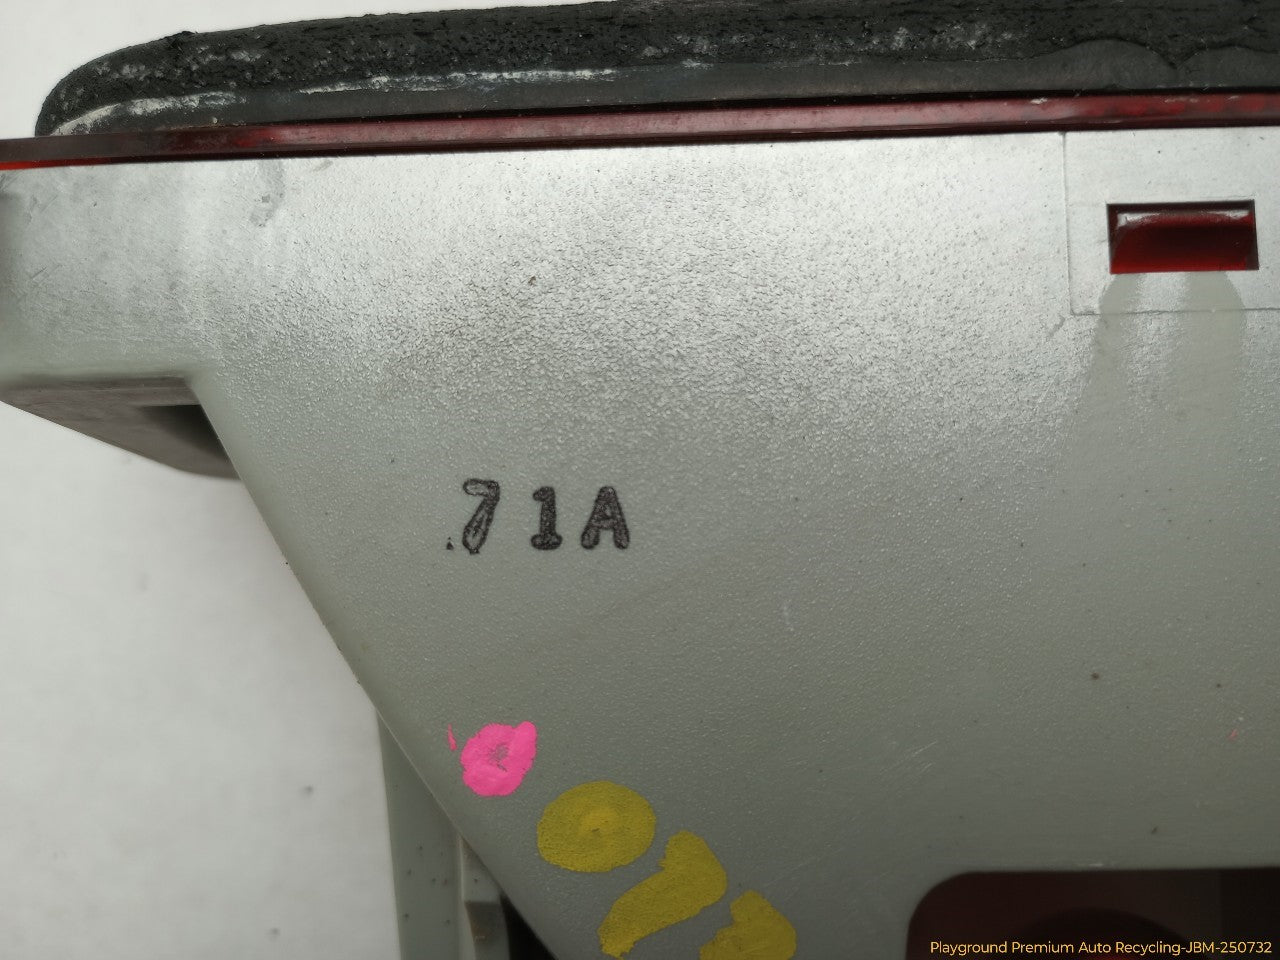 71A
Playground Premium Auto Recycling-JBM-250732